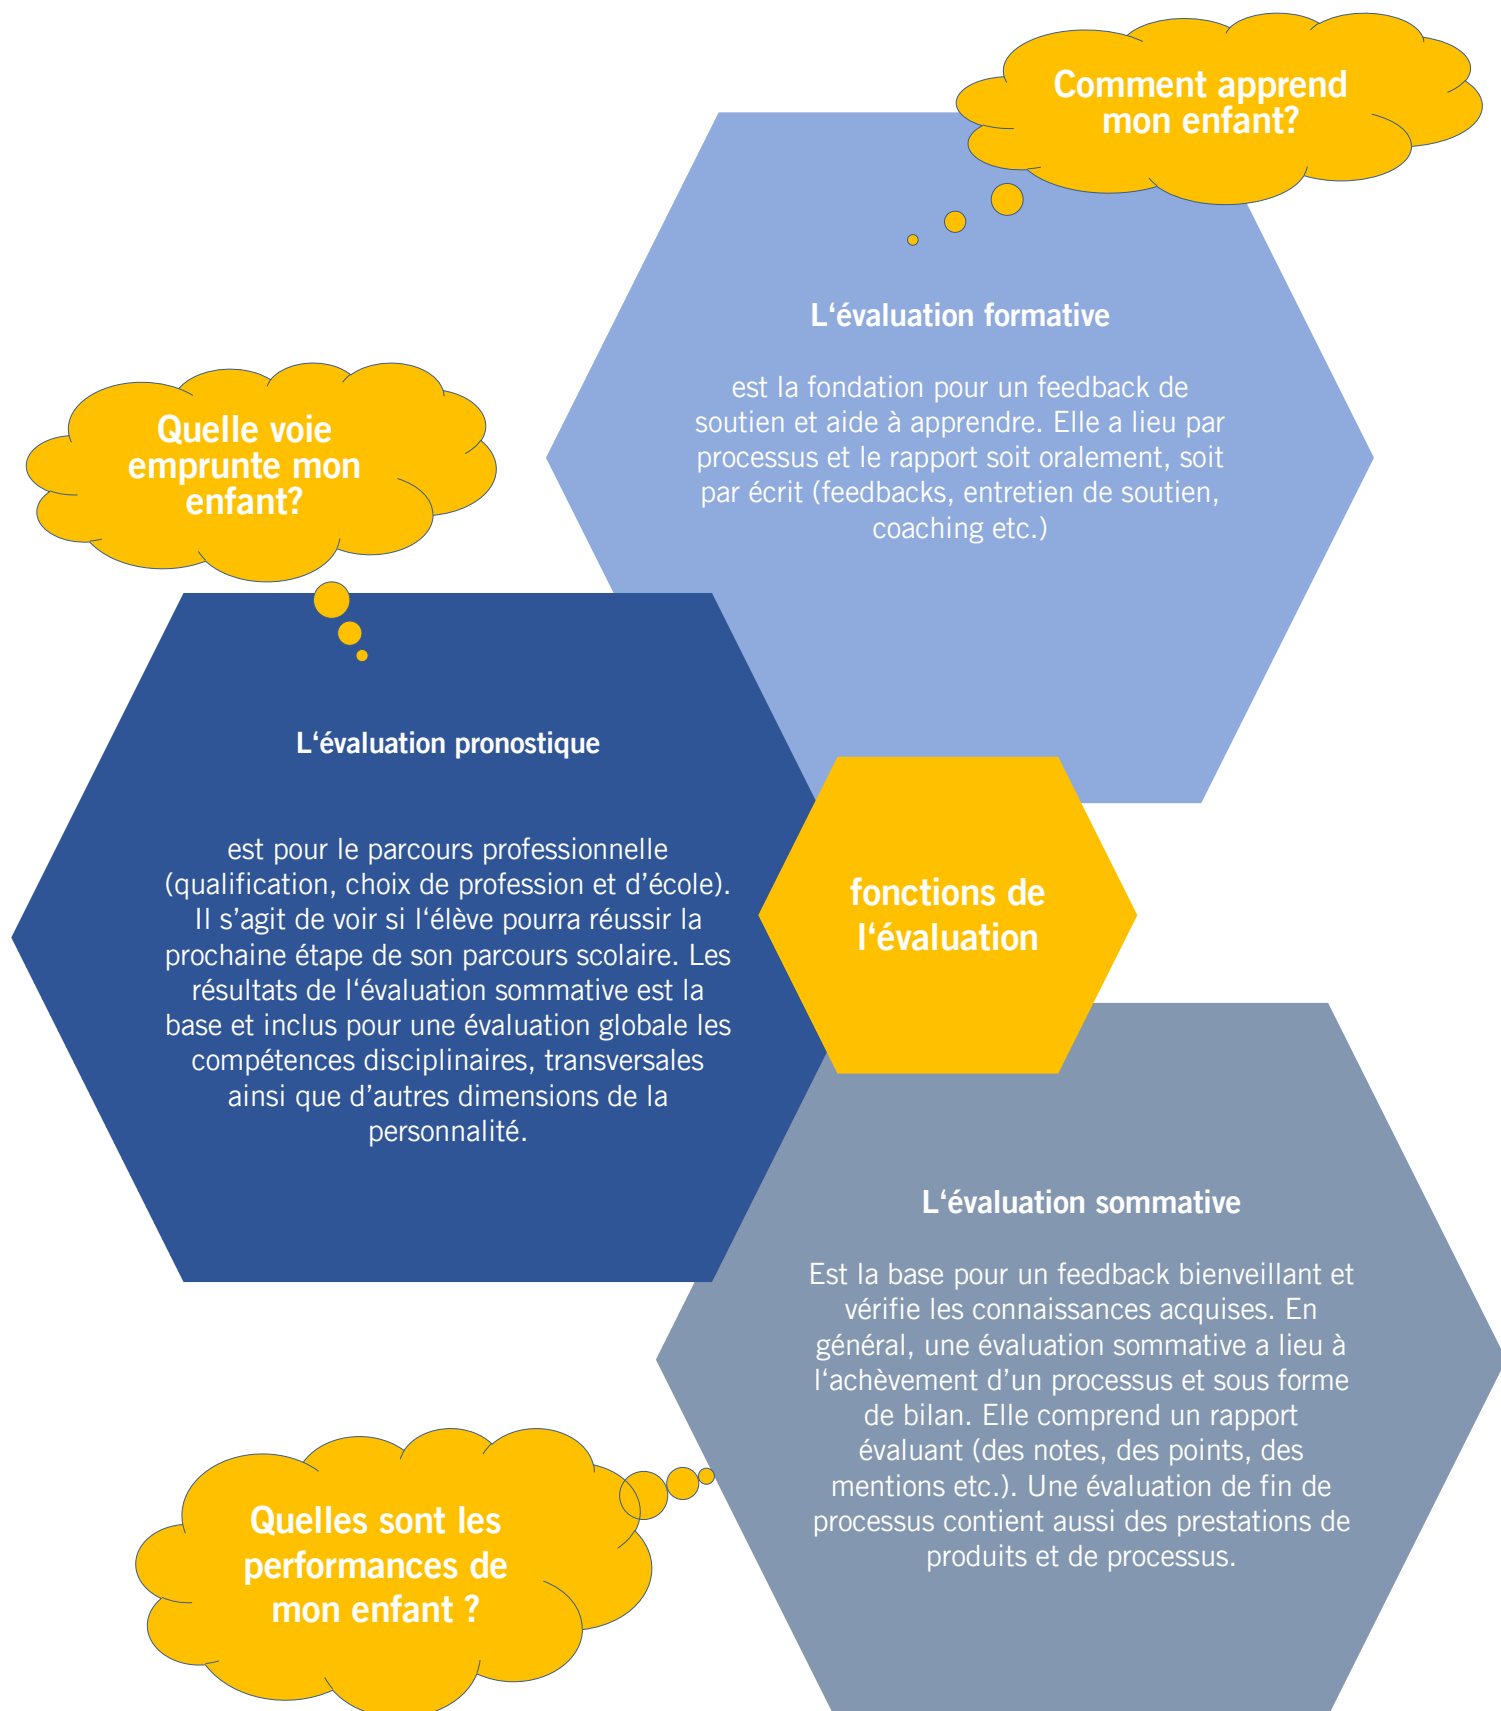 Comment apprend
mon enfant?
L‘évaluation formative
est la fondation pour un feedback de
soutien et aide à apprendre. Elle a lieu par
processus et le rapport soit oralement, soit
par écrit (feedbacks, entretien de soutien,
coaching etc.)
Quelle voie
emprunte mon
enfant?
L‘évaluation pronostique
est pour le parcours professionnelle
(qualification, choix de profession et d’école).
Il s’agit de voir si l‘élève pourra réussir la
prochaine étape de son parcours scolaire. Les
résultats de l‘évaluation sommative est la
base et inclus pour une évaluation globale les
compétences disciplinaires, transversales
ainsi que d’autres dimensions de la
personnalité.
fonctions de
l‘évaluation
L‘évaluation sommative
Est la base pour un feedback bienveillant et
vérifie les connaissances acquises. En
général, une évaluation sommative a lieu à
l‘achèvement d’un processus et sous forme
de bilan. Elle comprend un rapport
évaluant (des notes, des points, des
mentions etc.). Une évaluation de fin de
processus contient aussi des prestations de
produits et de processus.
Quelles sont les
performances de
mon enfant ?